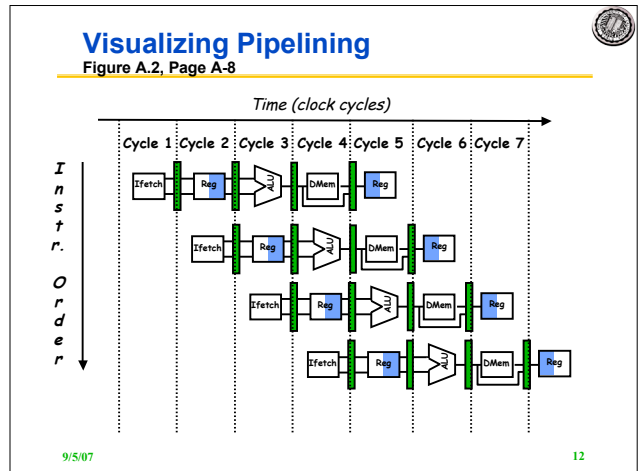 Visualizing Pipelining
Figure A.2, Page A-8
Time (clock cycles)
Cycle 1 Cycle 2 Cycle 3 Cycle 4 Cycle 5 Cycle 6 Cycle 7
Instr. Order
Ifetch Reg ALU DMem Reg
Ifetch Reg ALU DMem Reg
Ifetch Reg ALU DMem Reg
Ifetch Reg ALU DMem Reg
9/5/07 12